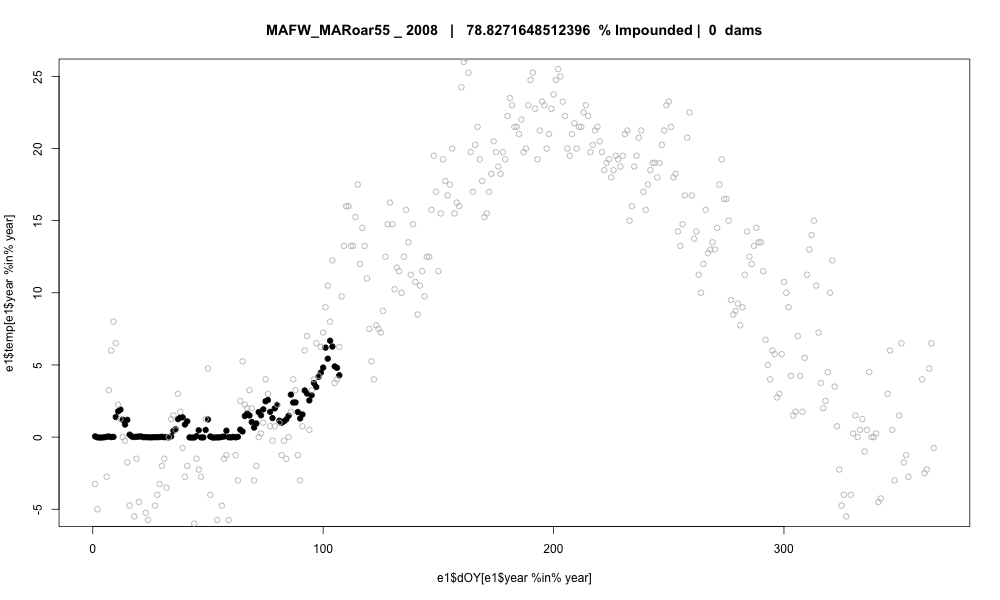 MAFW_MARoar55 _ 2008 | 78.8271648512396 % Impounded | 0 dams
e1$temp[e1$year %in% year]
25
20
15
10
5
0
-5
0 100 200 300
e1$dOY[e1$year %in% year]